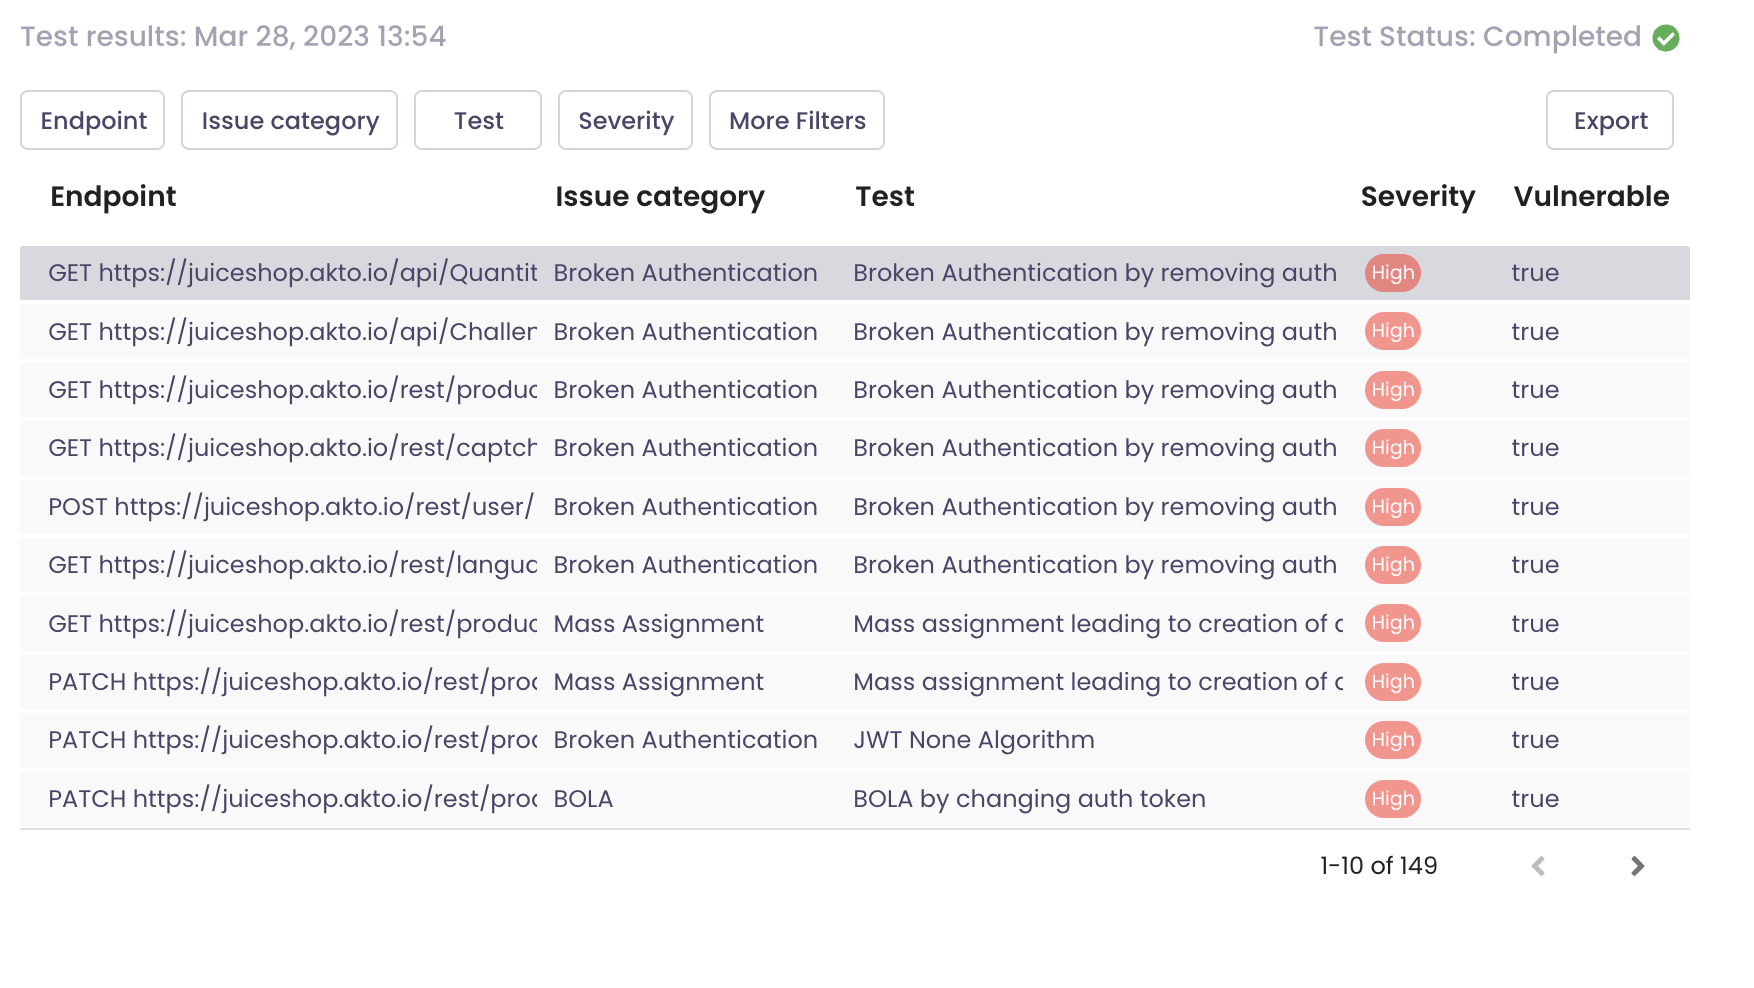 Test results: Mar 28, 2023 13:54 Test Status: Completed
Endpoint Issue category Test Severity More Filters Export
Endpoint Issue category Test Severity Vulnerable
GET https://juiceshop.akto.io/api/Quantit Broken Authentication Broken Authentication by removing auth High true
GET https://juiceshop.akto.io/api/Challen Broken Authentication Broken Authentication by removing auth High true
GET https://juiceshop.akto.io/rest/produc Broken Authentication Broken Authentication by removing auth High true
GET https://juiceshop.akto.io/rest/captch Broken Authentication Broken Authentication by removing auth High true
POST https://juiceshop.akto.io/rest/user/ Broken Authentication Broken Authentication by removing auth High true
GET https://juiceshop.akto.io/rest/langua Broken Authentication Broken Authentication by removing auth High true
GET https://juiceshop.akto.io/rest/produc Mass Assignment Mass assignment leading to creation of High true
PATCH https://juiceshop.akto.io/rest/prod Mass Assignment Mass assignment leading to creation of High true
PATCH https://juiceshop.akto.io/rest/prod Broken Authentication JWT None Algorithm High true
PATCH https://juiceshop.akto.io/rest/prod BOLA BOLA by changing auth token High true
1-10 of 149